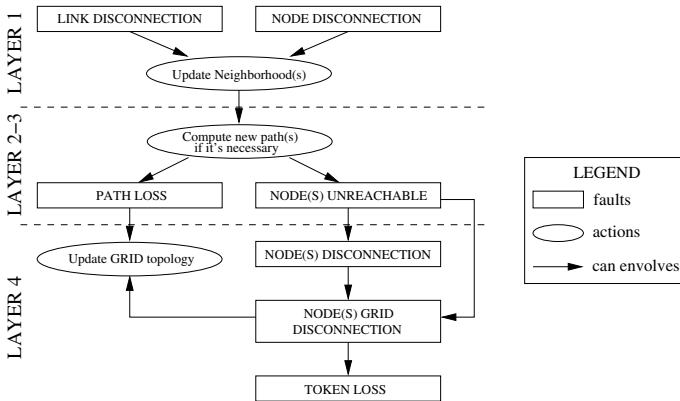 LAYER 1
LINK DISCONNECTION
NODE DISCONNECTION
Update Neighborhood(s)
LAYER 2−3
Compute new path(s)
if it's necessary
PATH LOSS
NODE(S) UNREACHABLE
LAYER 4
Update GRID topology
NODE(S) DISCONNECTION
NODE(S) GRID
DISCONNECTION
TOKEN LOSS
LEGEND
faults
actions
can envolves